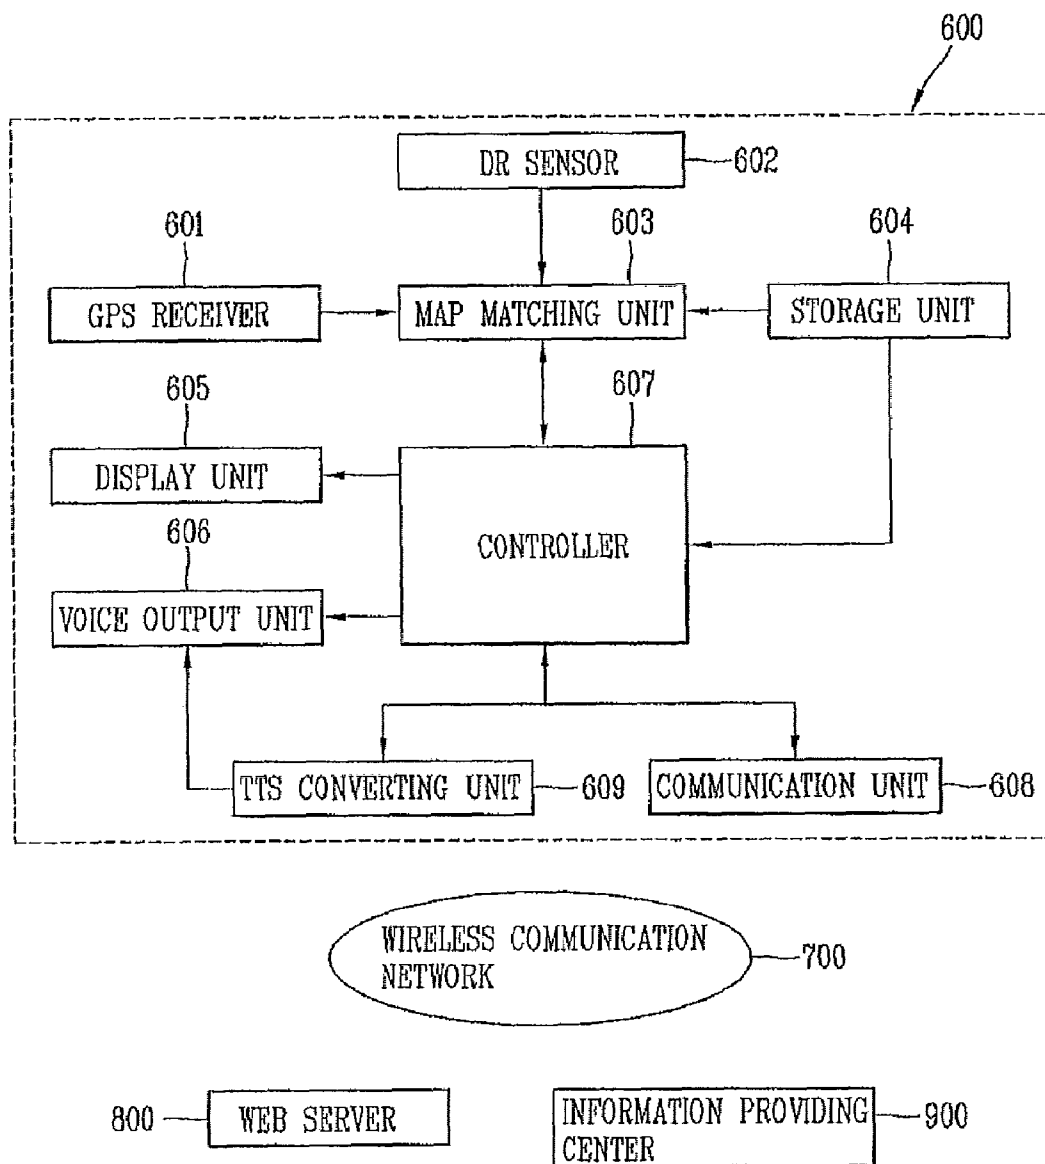 600
DR SENSOR
602
601
603
604
GPS RECEIVER
MAP MATCHING UNIT
STORAGE UNIT
605
607
DISPLAY UNIT
606
CONTROLLER
VOICE OUTPUT UNIT
TTS CONVERTING UNIT
609
COMMUNICATION UNIT
608
WIRELESS COMMUNICATION
NETWORK
700
800
WEB SERVER
INFORMATION PROVIDING
CENTER
900